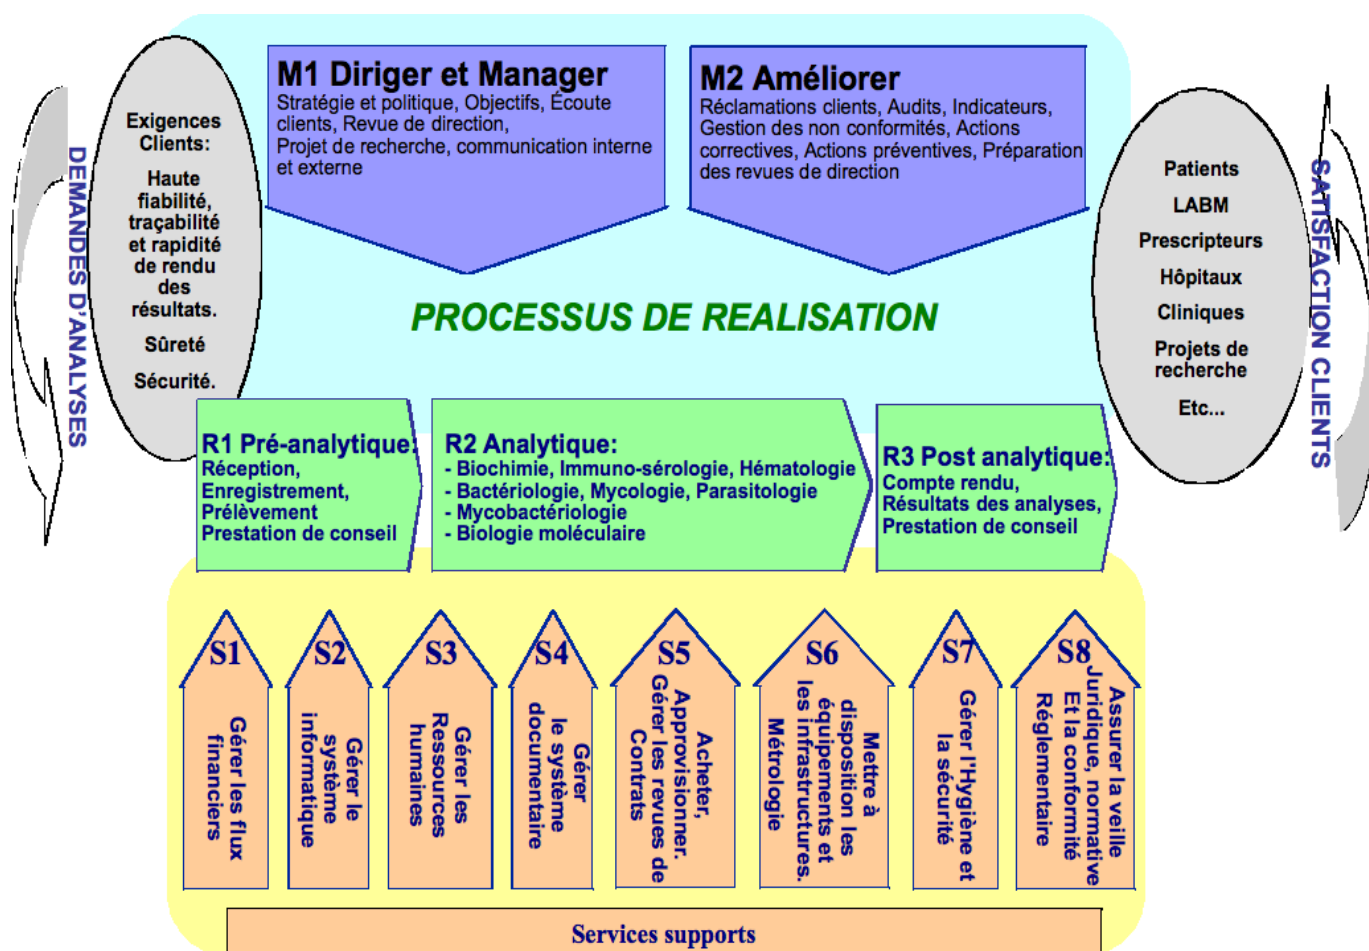 DEMANDES D'ANALYSES
Exigences
Clients:
Haute
fiabilité,
traçabilité
et rapidité
de rendu
des
résultats.
Sûreté
Sécurité.
M1 Diriger et Manager
Stratégie et politique, Objectifs, Écoute
clients, Revue de direction,
Projet de recherche, communication interne
et externe
M2 Améliorer
Réclamations clients, Audits, Indicateurs,
Gestion des non conformités, Actions
correctives, Actions préventives, Préparation
des revues de direction
Patients
LABM
Prescripteurs
Hôpitaux
Cliniques
Projets de
recherche
Etc...
SATISFACTION CLIENTS
PROCESSUS DE REALISATION
R1 Pré-analytique:
Réception,
Enregistrement,
Prélèvement
Prestation de conseil
R2 Analytique:
- Biochimie, Immuno-sérologie, Hématologie
- Bactériologie, Mycologie, Parasitologie
- Mycobactériologie
- Biologie moléculaire
R3 Post analytique:
Compte rendu,
Résultats des analyses,
Prestation de conseil
S1
Gérer les flux
financiers
S2
Gérer le
système
informatique
S3
Gérer les
Ressources
humaines
S4
Gérer
le système
documentaire
S5
Acheter,
Approvisionner.
Gérer les revues de
Contrats
S6
Mettre à
disposition les
équipements et
les infrastructures.
Métrologie
S7
Gérer l'Hygiène et
la sécurité
S8
Assurer la veille
Juridique, normative
Et la conformité
Réglementaire
Services supports